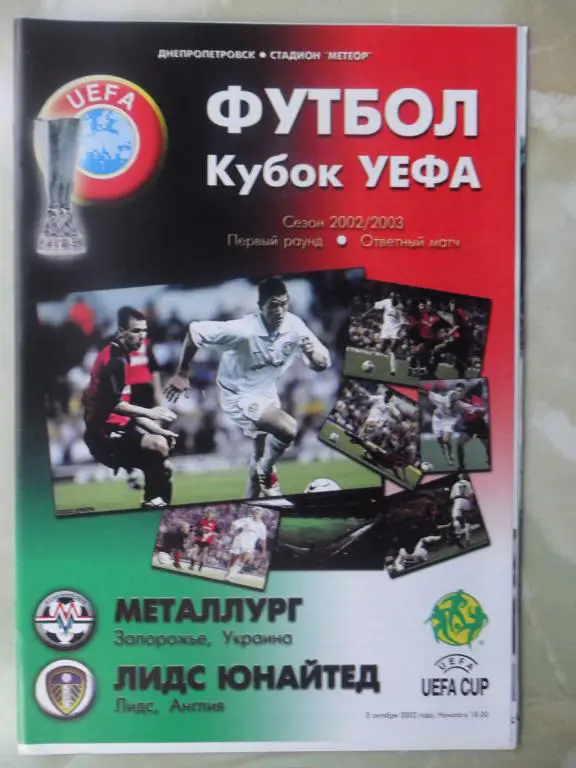 ДНЕПРОПЕТРОВСК • СТАДИОН "МЕТЕОР"
UEFA
ФУТБОЛ
Кубок УЕФА
Сезон 2002/2003
Первый раунд • Ответный матч
МЕТАЛЛУРГ
Запорожье, Украина
ЛИДС ЮНАЙТЕД
Лидс, Англия
UEFA
UEFA CUP
3 октября 2002 года. Начало в 18.00